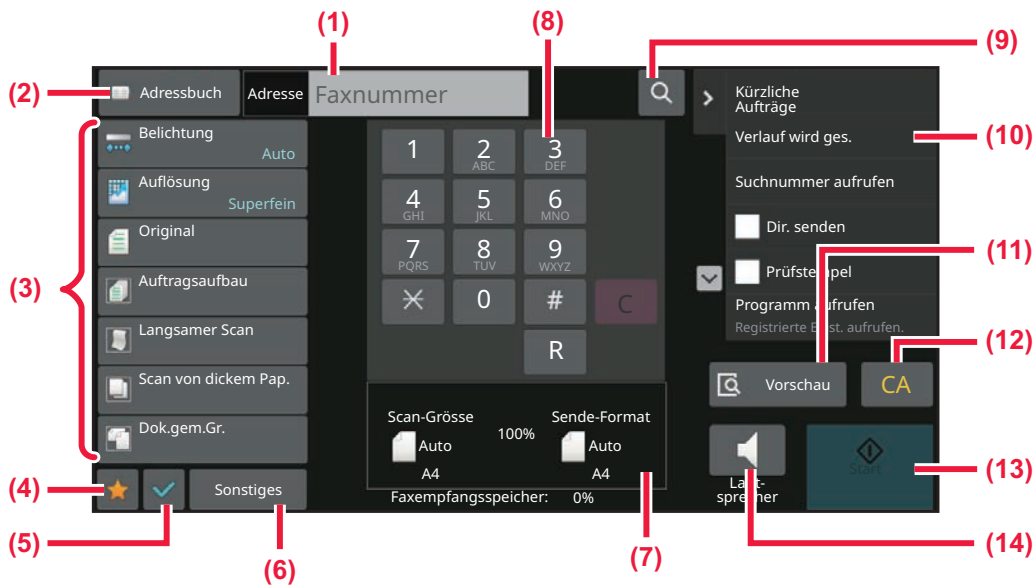 (1)
(8)
(9)
(2)
Adressbuch
Adresse
Faxnummer
Kürzliche
Aufträge
Verlauf wird ges.
(10)
Suchnummer aufrufen
Dir. senden
Prüfstempel
(11)
Programm aufrufen
Registrierte Einst. aufrufen.
(3)
Belichtung
Auto
Auflösung
Superfein
Original
Auftragsaufbau
Langsamer Scan
Scan von dickem Pap.
Dok.gem.Gr.
1
2
ABC
3
DEF
4
GHI
5
JKL
6
MNO
7
PQRS
8
TUV
9
WXYZ
0
#
C
R
(12)
Vorschau
CA
Scan-Grösse
Auto
A4
100%
Sende-Format
Auto
A4
Faxempfangsspeicher: 0%
Laut-
sprecher
Start
(13)
(4)
Sonstiges
(5)
(6)
(7)
(14)